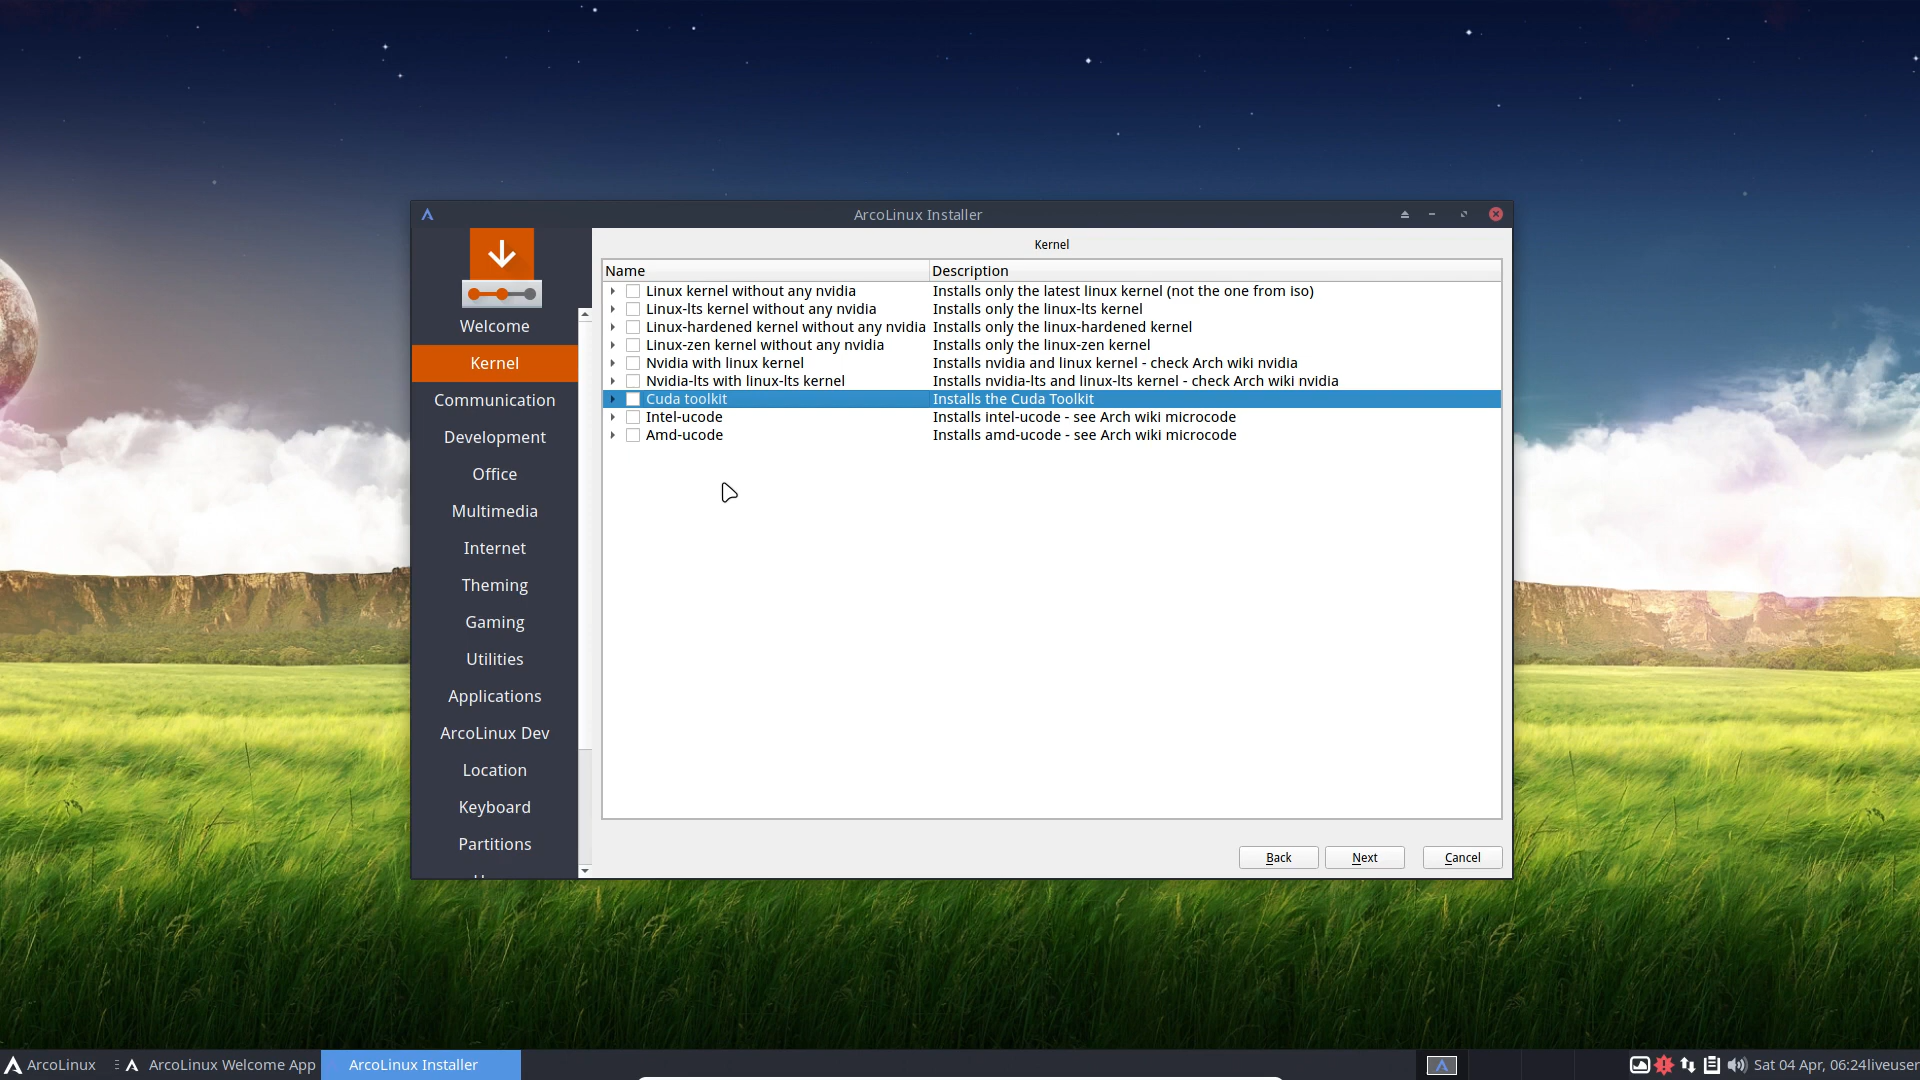 ArcoLinux Installer
Kernel
Name Description
Linux kernel without any nvidia Installs only the latest linux kernel (not the one from iso)
Linux-lts kernel without any nvidia Installs only the linux-lts kernel
Linux-hardened kernel without any nvidia Installs only the linux-hardened kernel
Linux-zen kernel without any nvidia Installs only the linux-zen kernel
Nvidia with linux kernel Installs nvidia and linux kernel - check Arch wiki nvidia
Nvidia-lts with linux-lts kernel Installs nvidia-lts and linux-lts kernel - check Arch wiki nvidia
Cuda toolkit Installs the Cuda Toolkit
Intel-ucode Installs intel-ucode - see Arch wiki microcode
Amd-ucode Installs amd-ucode - see Arch wiki microcode
Welcome
Kernel
Communication
Development
Office
Multimedia
Internet
Theming
Gaming
Utilities
Applications
ArcoLinux Dev
Location
Keyboard
Partitions
Back Next Cancel
ArcoLinux ArcoLinux Welcome App ArcoLinux Installer Sat 04 Apr, 06:24liveuser